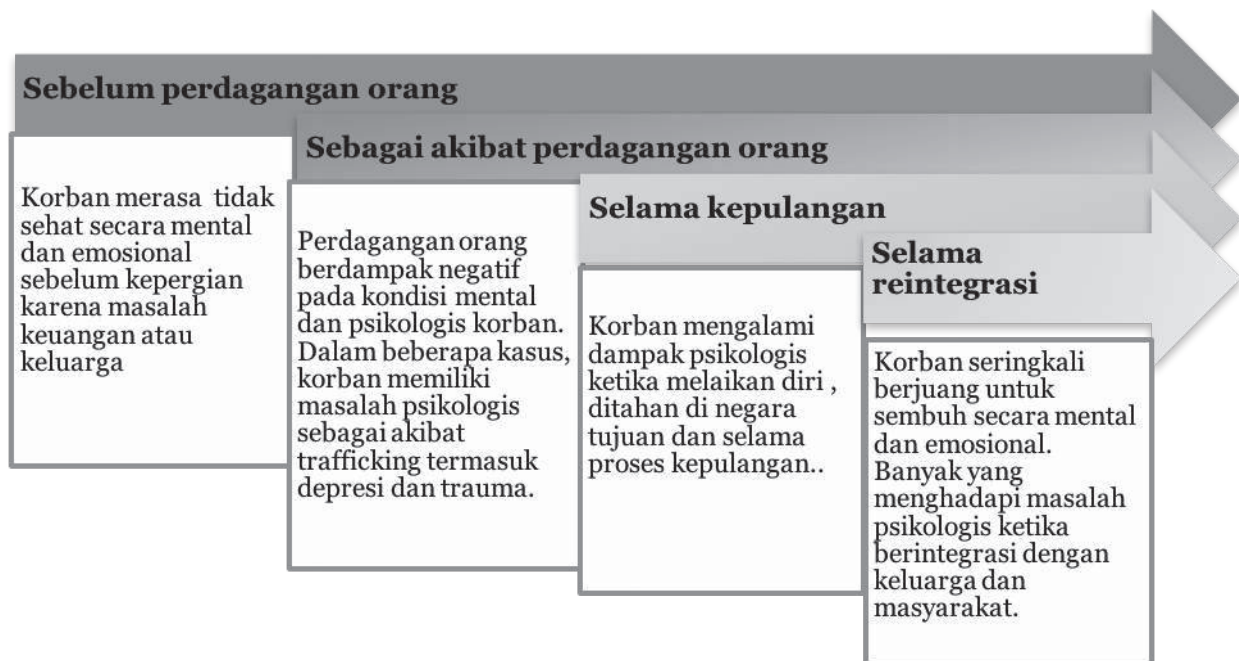 Sebelum perdagangan orang
Korban merasa tidak
sehat secara mental
dan emosional
sebelum kepergian
karena masalah
keuangan atau
keluarga
Sebagai akibat perdagangan orang
Perdagangan orang
berdampak negatif
pada kondisi mental
dan psikologis korban.
Dalam beberapa kasus,
korban memiliki
masalah psikologis
sebagai akibat
trafficking termasuk
depresi dan trauma.
Selama kepulangan
Korban mengalami
dampak psikologis
ketika melaikan diri ,
ditahan di negara
tujuan dan selama
proses kepulangan..
Selama
reintegrasi
Korban seringkali
berjuang untuk
sembuh secara mental
dan emosional.
Banyak yang
menghadapi masalah
psikologis ketika
berintegrasi dengan
keluarga dan
masyarakat.